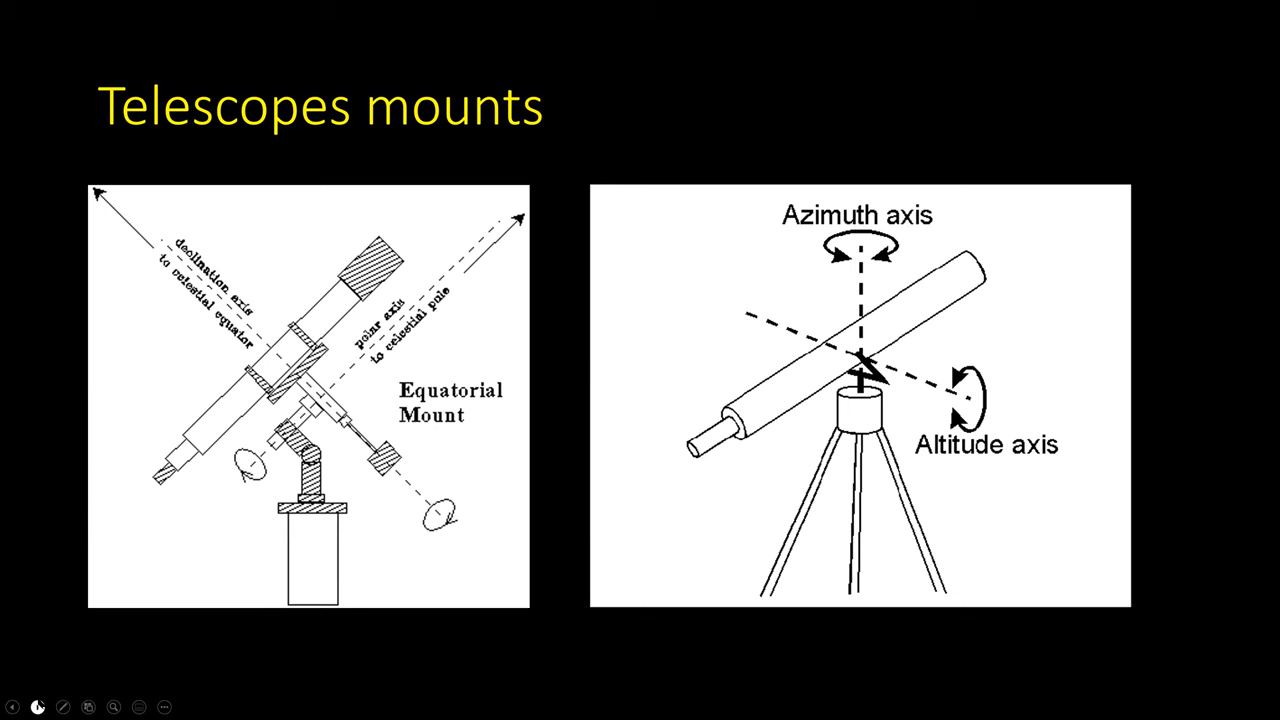 Telescopes mounts
declination axis
to celestial equator
polar axis
to celestial pole
Equatorial
Mount
Azimuth axis
Altitude axis